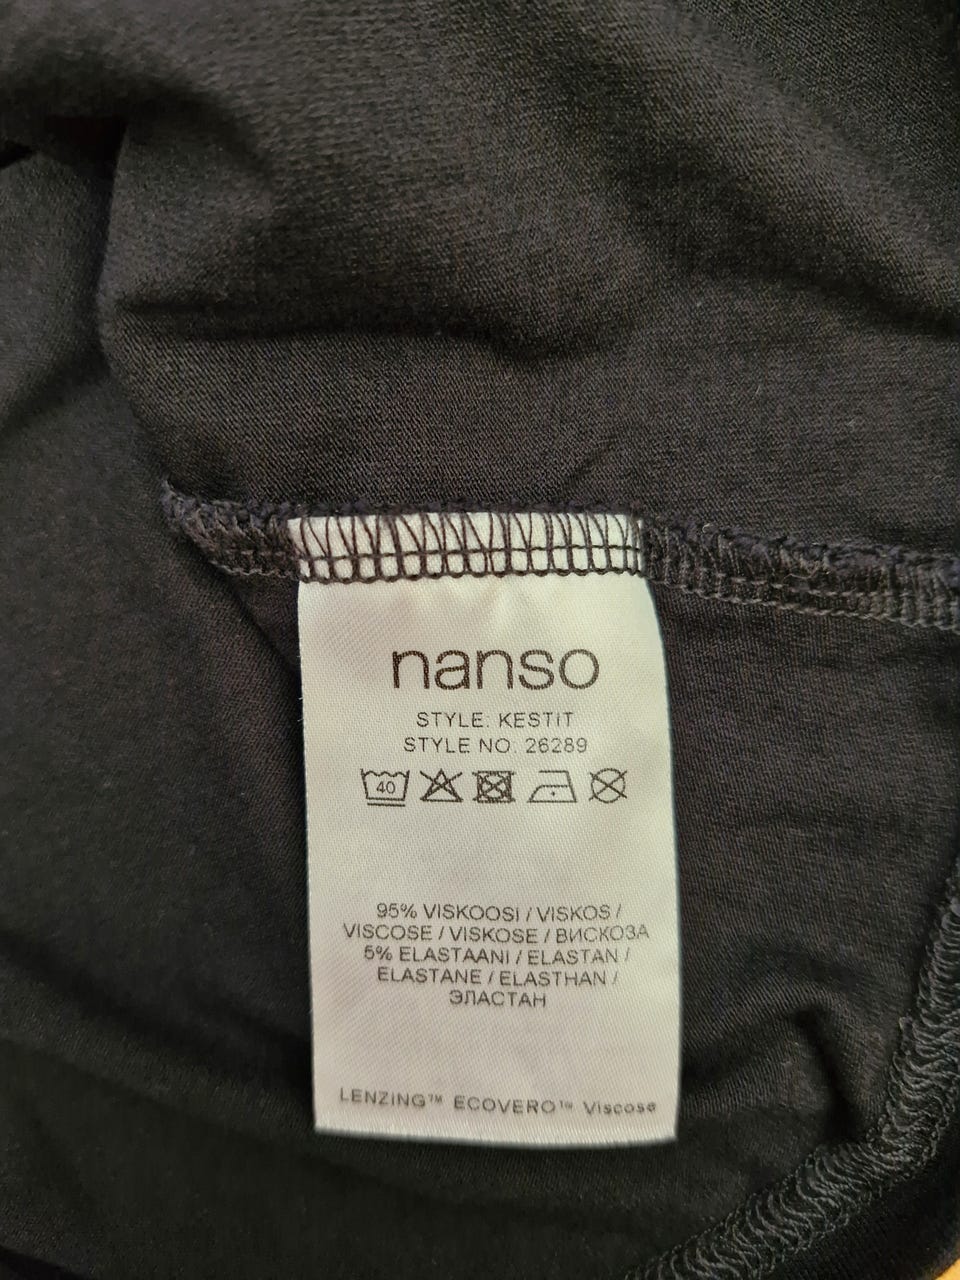 nanso
STYLE: KESTIT
STYLE NO. 26289
40
95% VISKOOSI / VISKOS /
VISCOSE / VISKOSE / ВИСКОЗА
5% ELASTAANI / ELASTAN /
ELASTANE / ELASTHAN /
ЭЛАСТАН
LENZING™ ECOVERO™ Viscose